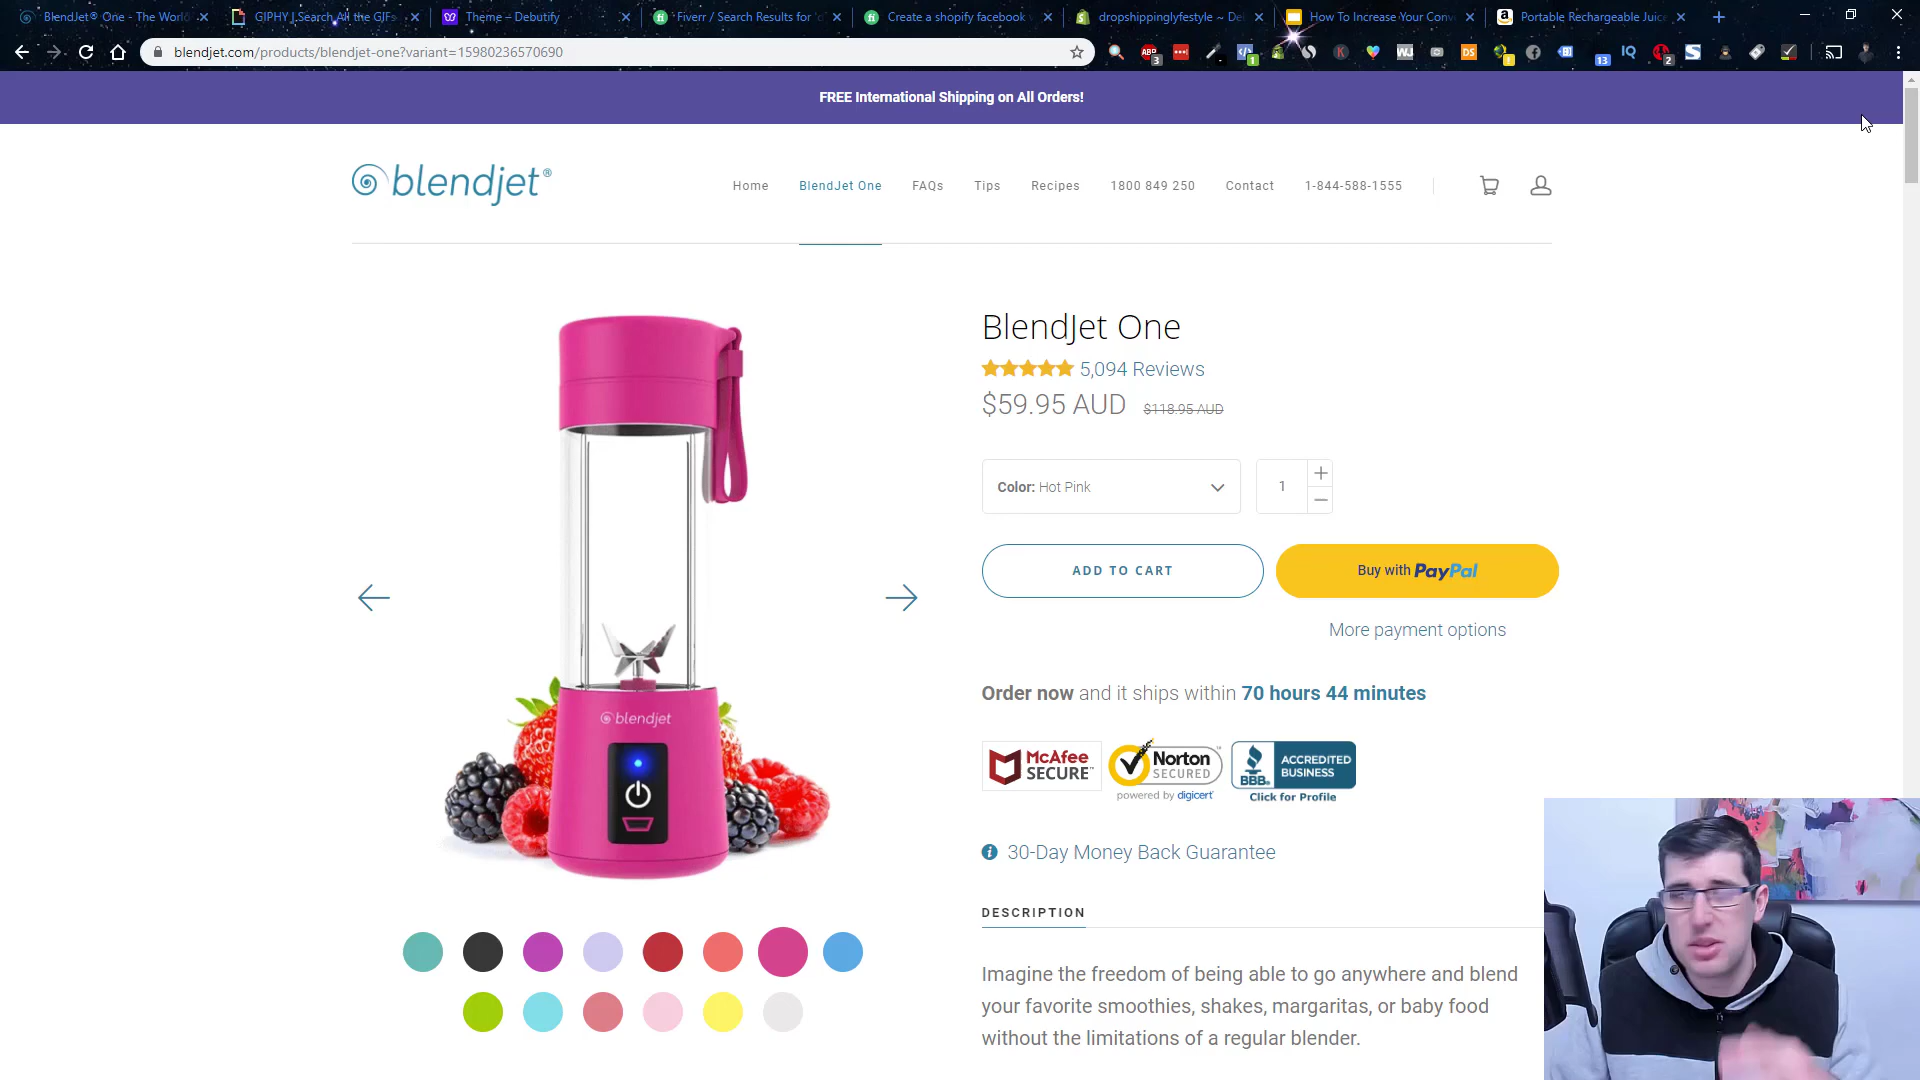 BlendJet® One - The World
GIPHY | Search All the GIFs
Theme – Debutify
Fiverr / Search Results for 'd
Create a shopify facebook
dropshippinglyfestyle ~ De
How To Increase Your Conv
Portable Rechargeable Juice
blendjet.com/products/blendjet-one?variant=15980236570690
FREE International Shipping on All Orders!
blendjet®
Home
BlendJet One
FAQs
Tips
Recipes
1800 849 250
Contact
1-844-588-1555
BlendJet One
5,094 Reviews
$59.95 AUD $118.95 AUD
Color: Hot Pink
1
ADD TO CART
Buy with PayPal
More payment options
Order now and it ships within 70 hours 44 minutes
McAfee SECURE™
Norton SECURED
powered by digicert
BBB. ACCREDITED BUSINESS
Click for Profile
30-Day Money Back Guarantee
blendjet
DESCRIPTION
Imagine the freedom of being able to go anywhere and blend
your favorite smoothies, shakes, margaritas, or baby food
without the limitations of a regular blender.